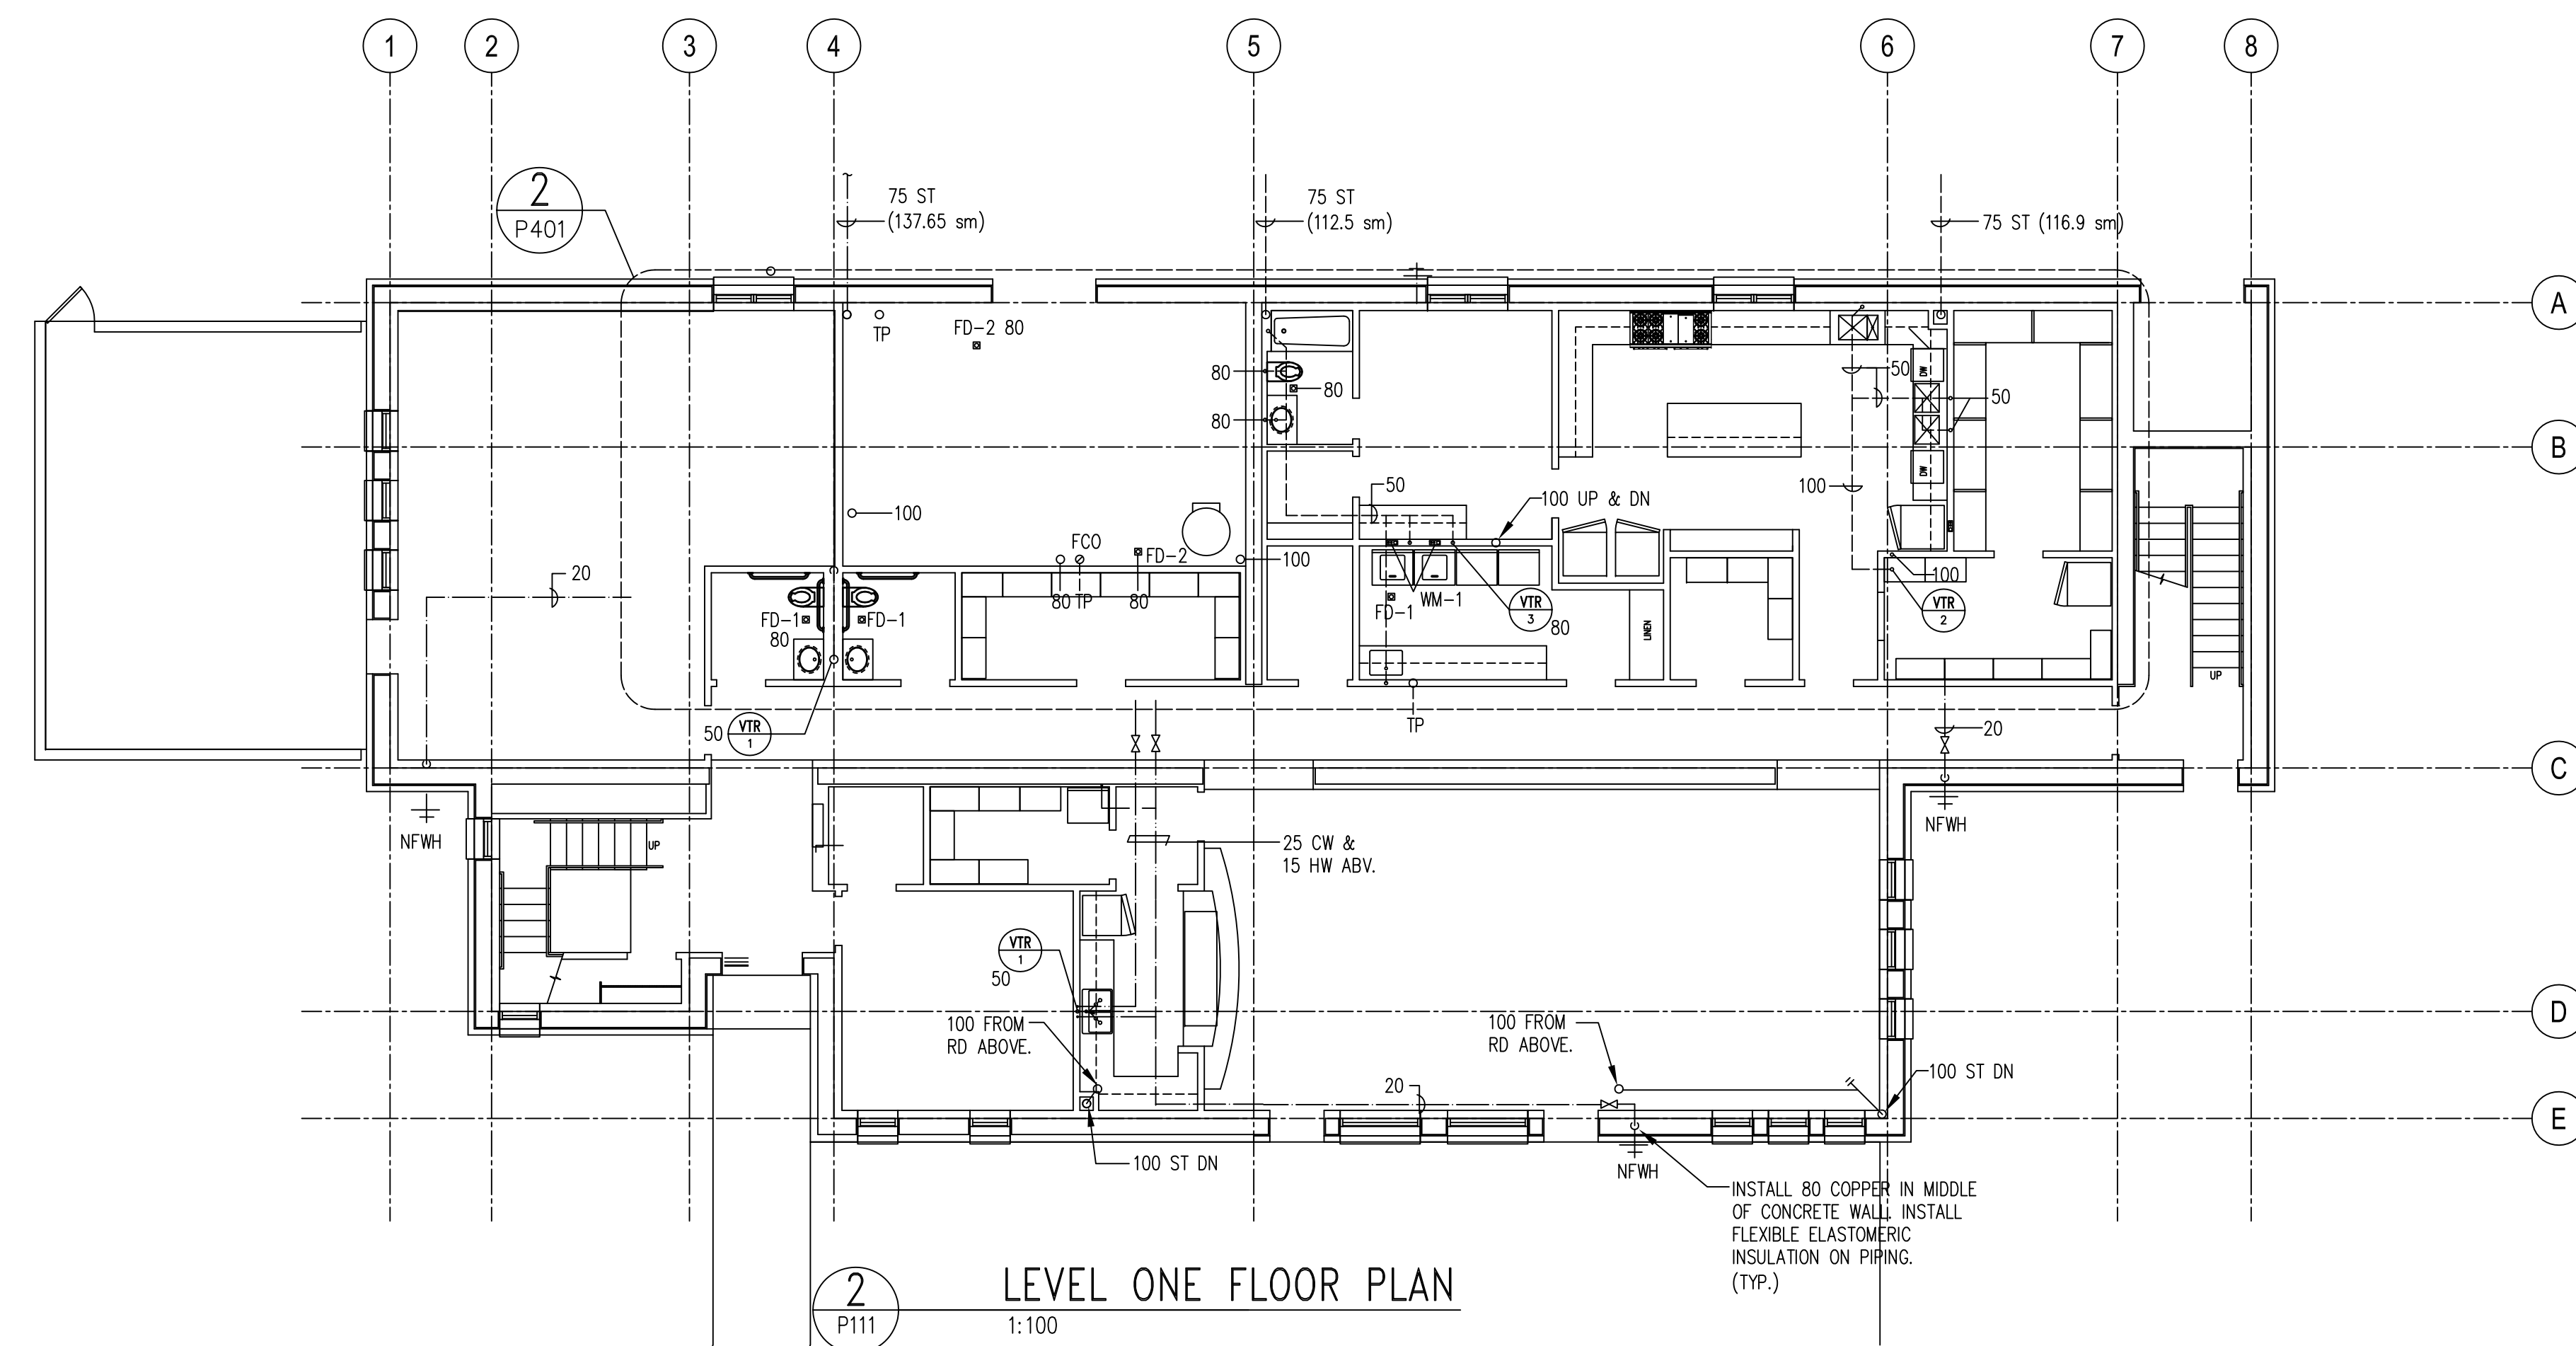 1
2
3
4
5
6
7
8
2
P401
75 ST
(137.65 sm)
75 ST
(112.5 sm)
75 ST (116.9 sm)
A
TP
FD-2 80
80
80
80
50
DW
50
B
DW
100
50
100 UP & DN
100
FCO
FD-2
100
100
20
80 TP
80
FD-1
80
FD-1
FD-1
WM-1
VTR
3
80
LINEN
VTR
2
UP
50
VTR
1
TP
20
C
NFWH
NFWH
UP
25 CW &
15 HW ABV.
VTR
1
50
D
100 FROM
RD ABOVE.
100 FROM
RD ABOVE.
100 ST DN
20
E
100 ST DN
NFWH
INSTALL 80 COPPER IN MIDDLE
OF CONCRETE WALL. INSTALL
FLEXIBLE ELASTOMERIC
INSULATION ON PIPING.
(TYP.)
2
P111
LEVEL ONE FLOOR PLAN
1:100